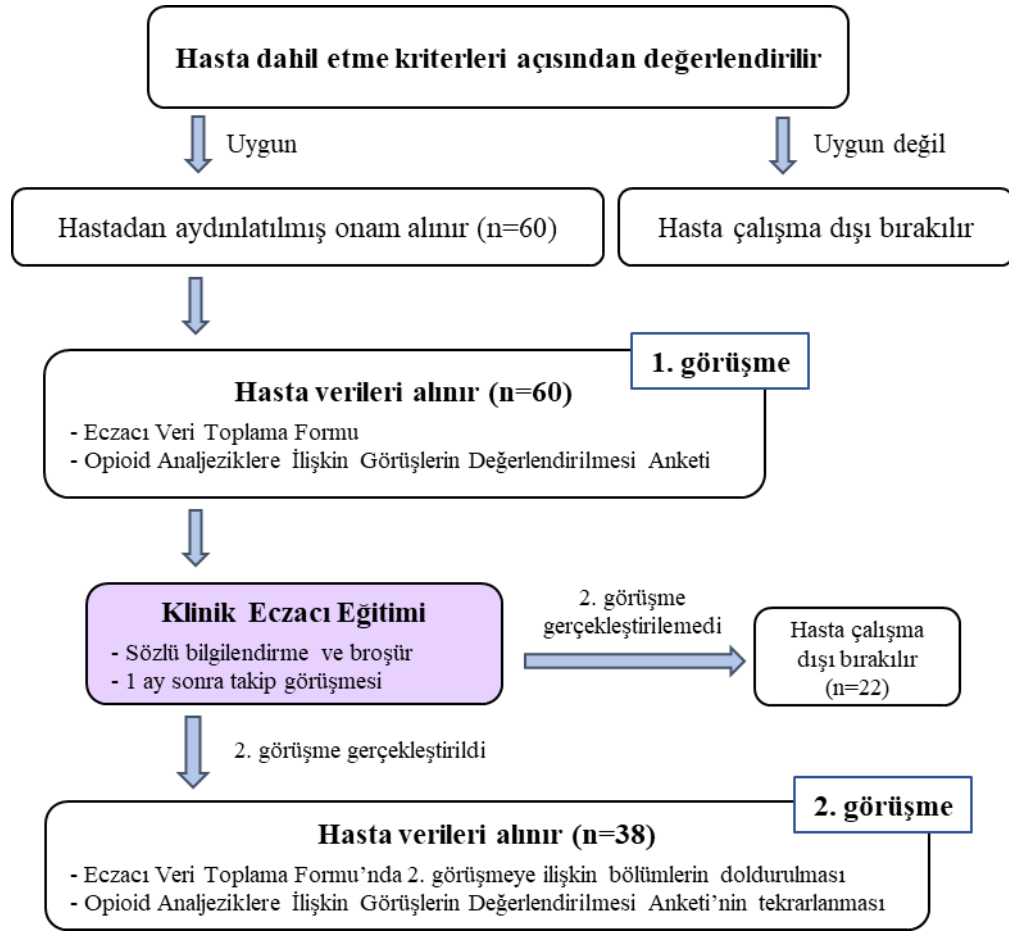 Hasta dahil etme kriterleri açısından değerlendirilir
Uygun
Uygun değil
Hastadan aydınlatılmış onam alınır (n=60)
Hasta çalışma dışı bırakılır
1. görüşme
Hasta verileri alınır (n=60)
- Eczacı Veri Toplama Formu
- Opioid Analjeziklere İlişkin Görüşlerin Değerlendirilmesi Anketi
Klinik Eczacı Eğitimi
- Sözlü bilgilendirme ve broşür
- 1 ay sonra takip görüşmesi
2. görüşme
gerçekleştirilemedi
Hasta çalışma
dışı bırakılır
(n=22)
2. görüşme gerçekleştirildi
2. görüşme
Hasta verileri alınır (n=38)
- Eczacı Veri Toplama Formu’nda 2. görüşmeye ilişkin bölümlerin doldurulması
- Opioid Analjeziklere İlişkin Görüşlerin Değerlendirilmesi Anketi’nin tekrarlanması